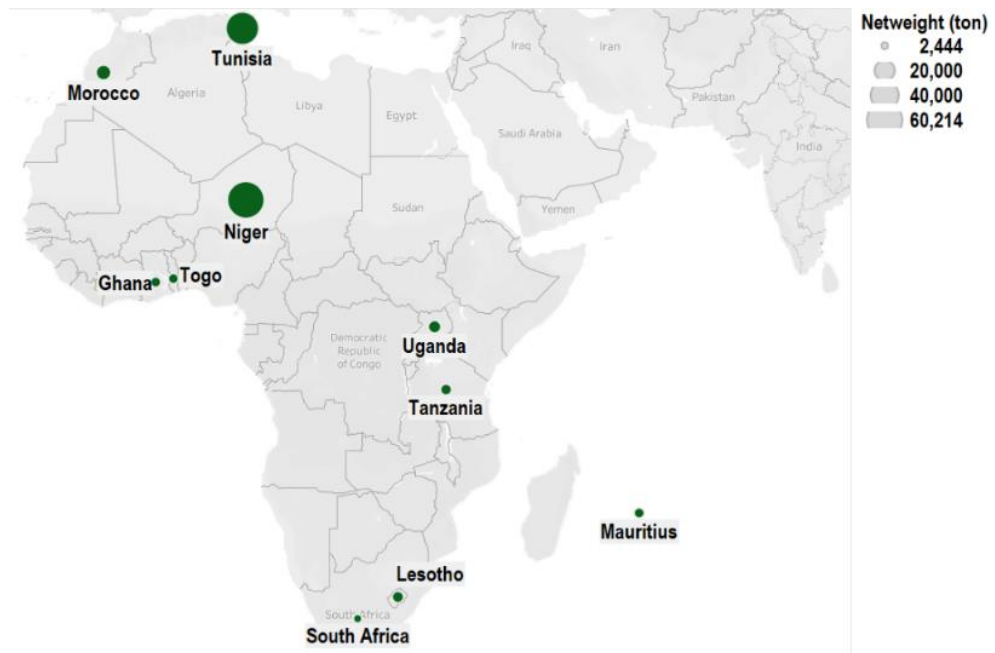 Netweight (ton)
2,444
20,000
40,000
60,214
Tunisia
Morocco
Algeria
Libya
Egypt
Iraq
Iran
Pakistan
Saudi Arabia
India
Yemen
Niger
Sudan
Ghana
Togo
Uganda
Democratic
Republic
of Congo
Tanzania
Mauritius
Lesotho
South Africa
South Africa